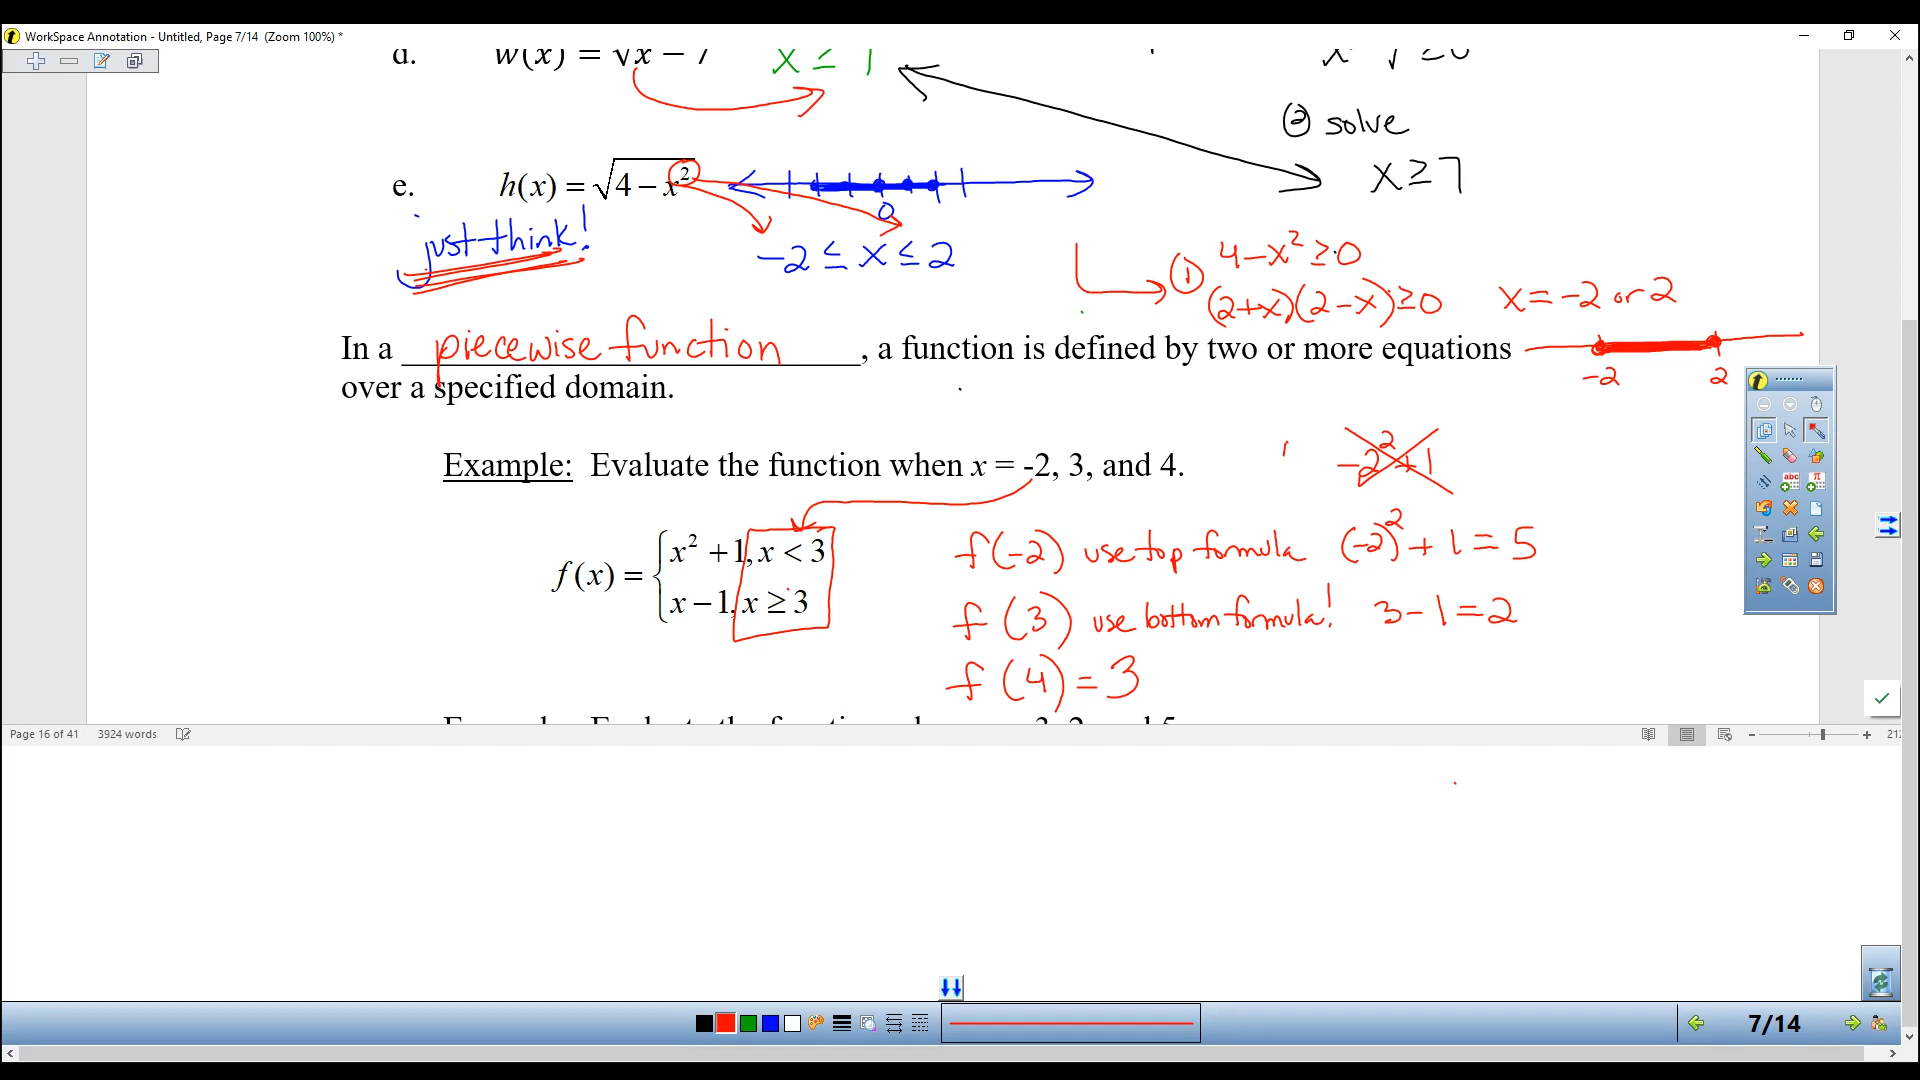 WorkSpace Annotation - Untitled, Page 7/14 (Zoom 100%) *
d. w(x) = √x − 7 x ≤ 1
② solve
x ≥ 7
e. h(x) = √4 − x²
0
just think!
−2 ≤ x ≤ 2
① 4−x² ≥0
(2+x)(2−x)≥0 x = −2 or 2
In a piecewise function, a function is defined by two or more equations
−2 2
over a specified domain.
Example: Evaluate the function when x = -2, 3, and 4.
−2² + 1
f(x) = { x² + 1, x < 3
x − 1, x ≥ 3
f(−2) use top formula (−2)² + 1 = 5
f (3) use bottom formula! 3 − 1 = 2
f (4) = 3
Page 16 of 41 3924 words
7/14